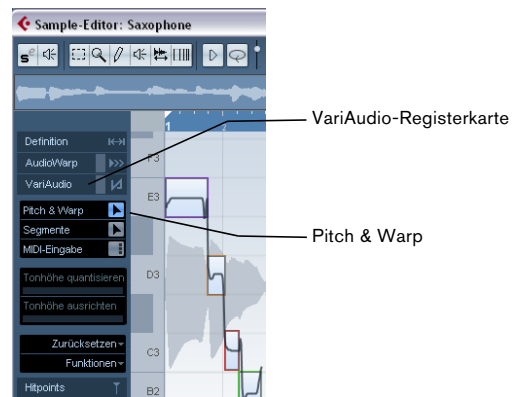 Sample-Editor: Saxophone
1 2
VariAudio-Registerkarte
Definition
AudioWarp
F3
VariAudio
E3
Pitch & Warp
Segmente
Pitch & Warp
MIDI-Eingabe
Tonhöhe quantisieren
D3
Tonhöhe ausrichten
Zurücksetzen
C3
Funktionen
Hitpoints
B2